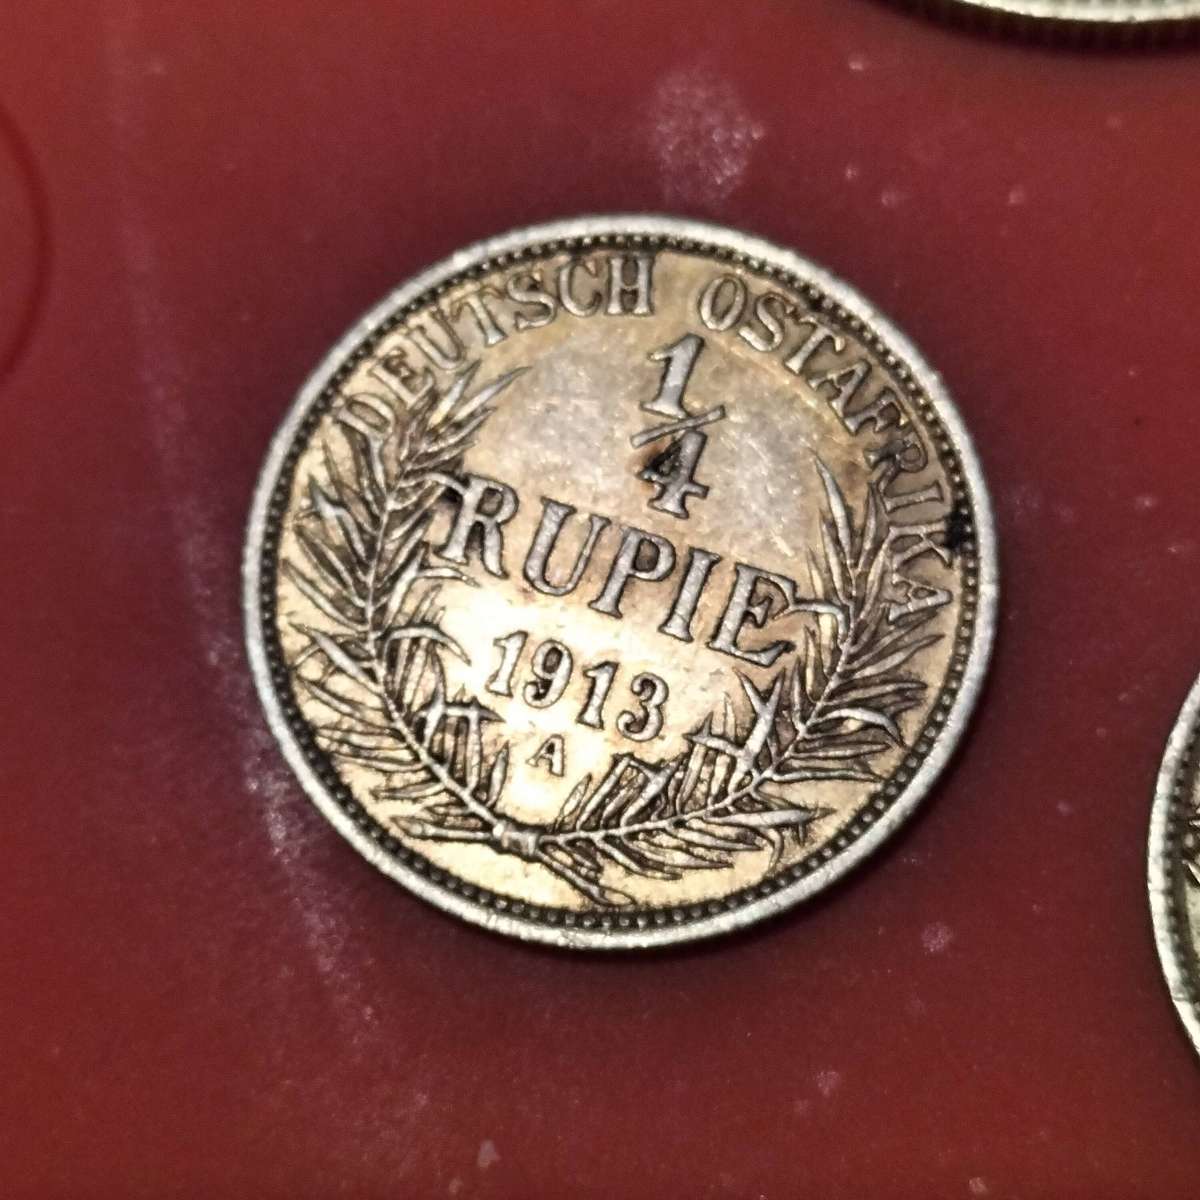 DEUTSCH OSTAFRIKA
1/4
RUPIE
1913
A